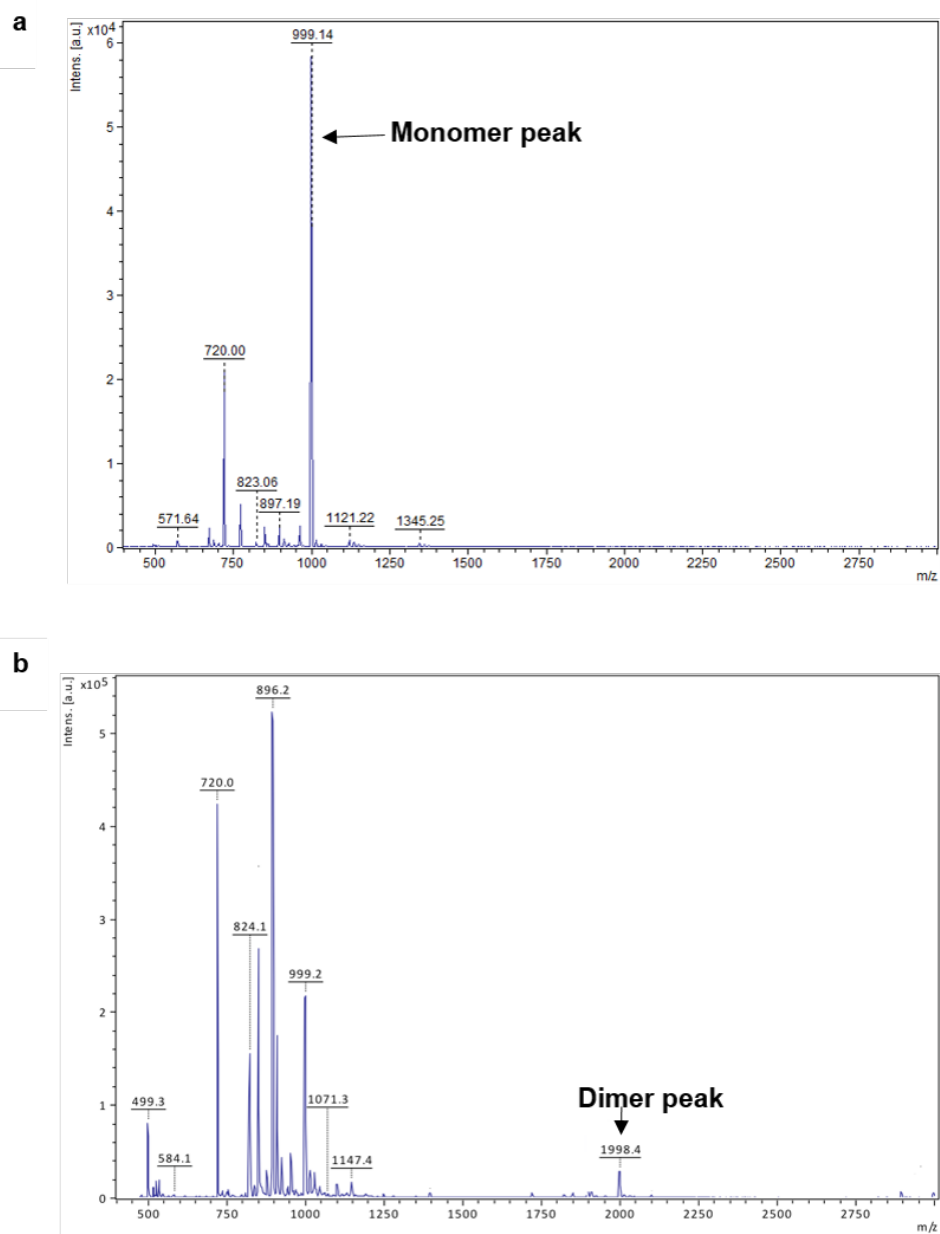 a
x10⁴
Intens. [a.u.]
999.14
Monomer peak
720.00
823.06
897.19
571.64
1121.22
1345.25
6
5
4
3
2
1
0
500 750 1000 1250 1500 1750 2000 2250 2500 2750
m/z
b
x10⁵
Intens. [a.u.]
896.2
720.0
824.1
999.2
499.3
1071.3
Dimer peak
584.1
1147.4
1998.4
5
4
3
2
1
0
500 750 1000 1250 1500 1750 2000 2250 2500 2750
m/z